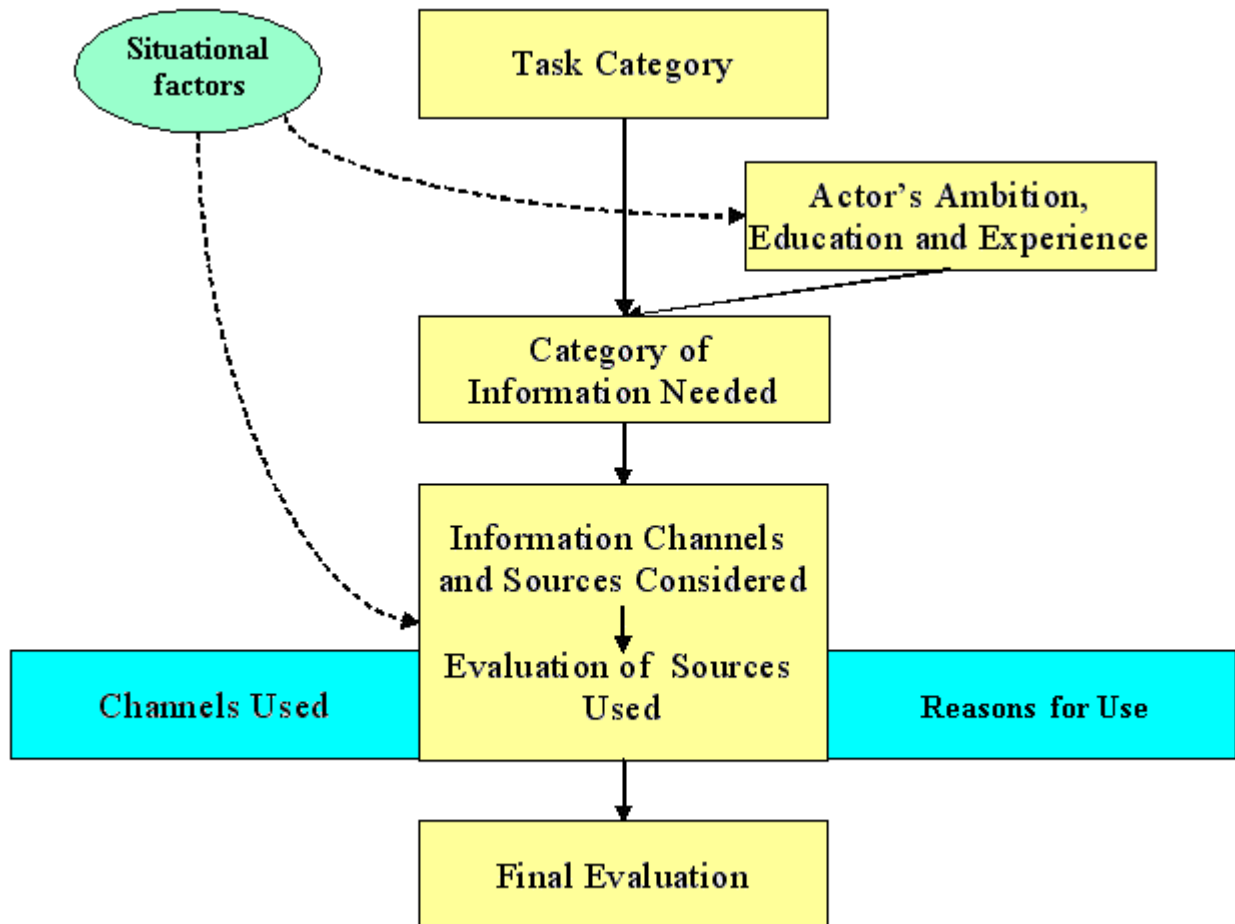 Situational
factors
Task Category
Actor's Ambition,
Education and Experience
Category of
Information Needed
Information Channels
and Sources Considered
Evaluation of Sources
Used
Channels Used
Reasons for Use
Final Evaluation